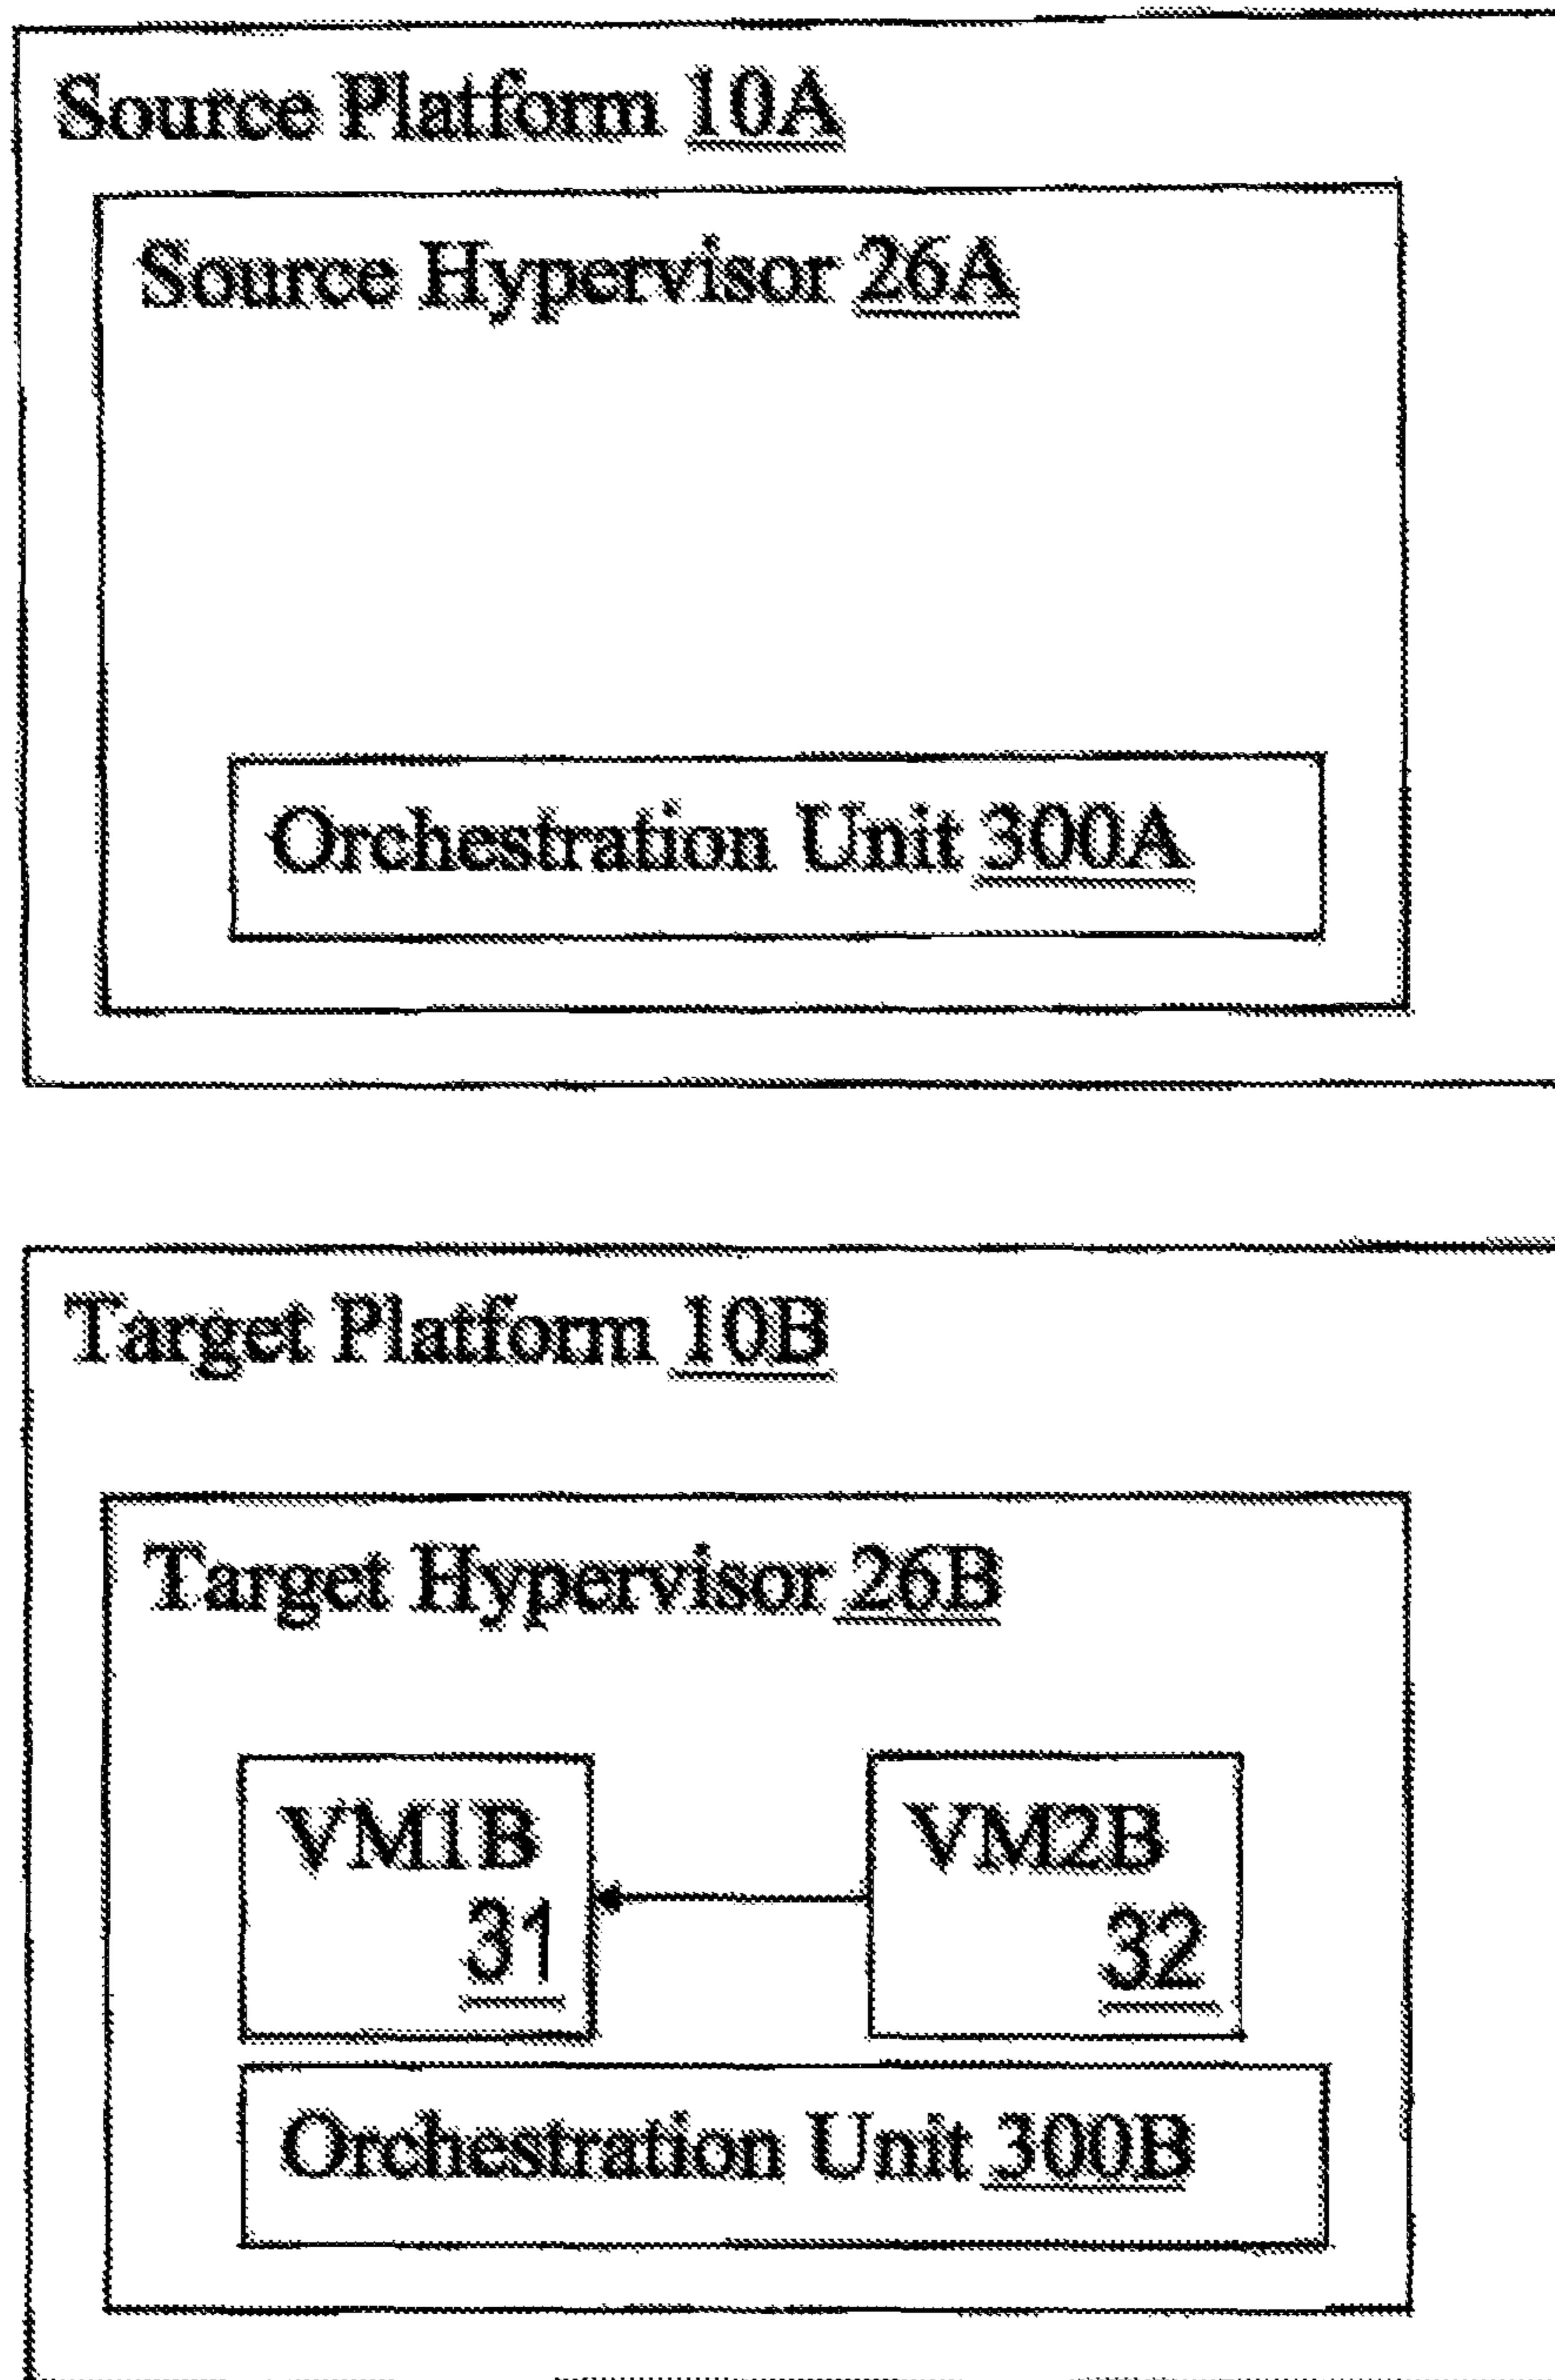 Source Platform 10A
Source Hypervisor 26A
Orchestration Unit 300A
Target Platform 10B
Target Hypervisor 26B
VM1B
31
VM2B
32
Orchestration Unit 300B